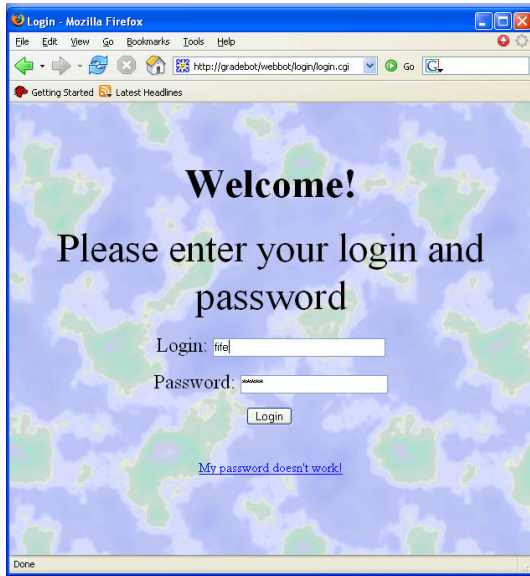 Login - Mozilla Firefox
File Edit View Go Bookmarks Tools Help
http://gradebot/webbot/login/login.cgi Go G
Getting Started Latest Headlines
Welcome!
Please enter your login and
password
Login: fife
Password: *****
Login
My password doesn't work!
Done